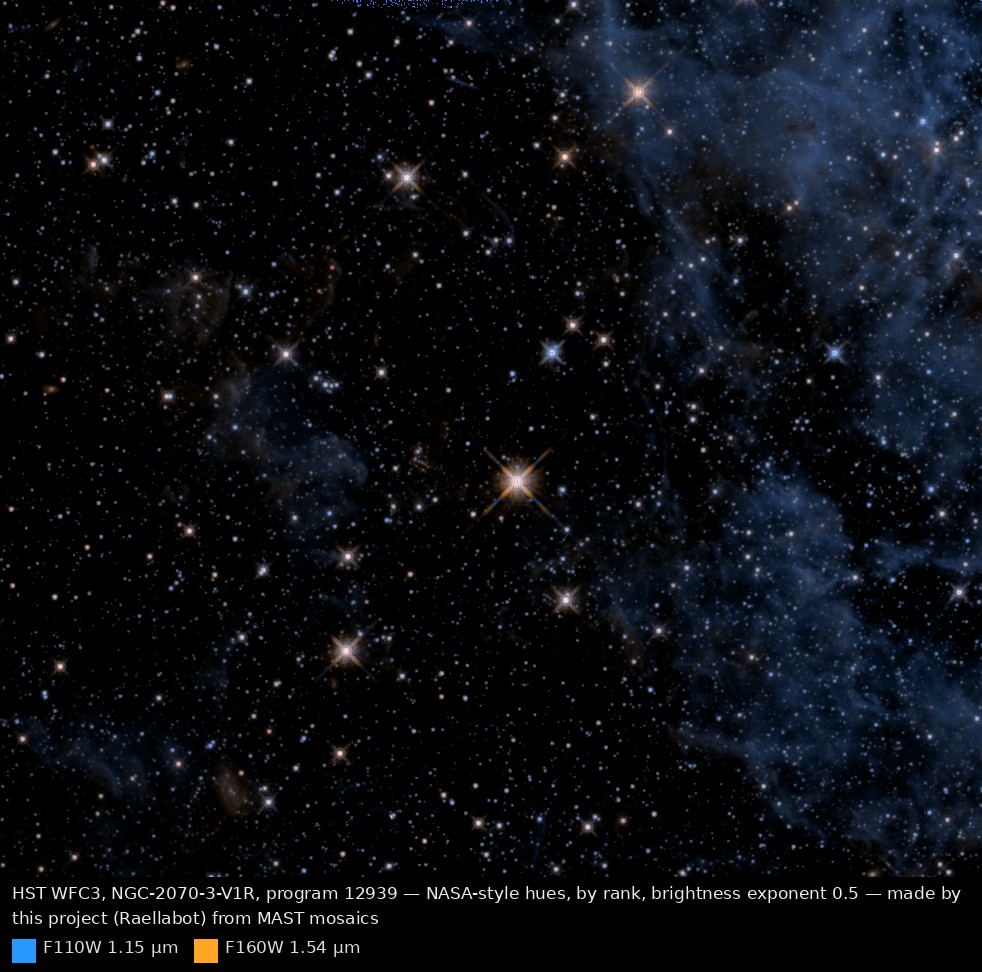 HST WFC3, NGC-2070-3-V1R, program 12939 — NASA-style hues, by rank, brightness exponent 0.5 — made by
this project (Raellabot) from MAST mosaics
F110W 1.15 µm F160W 1.54 µm